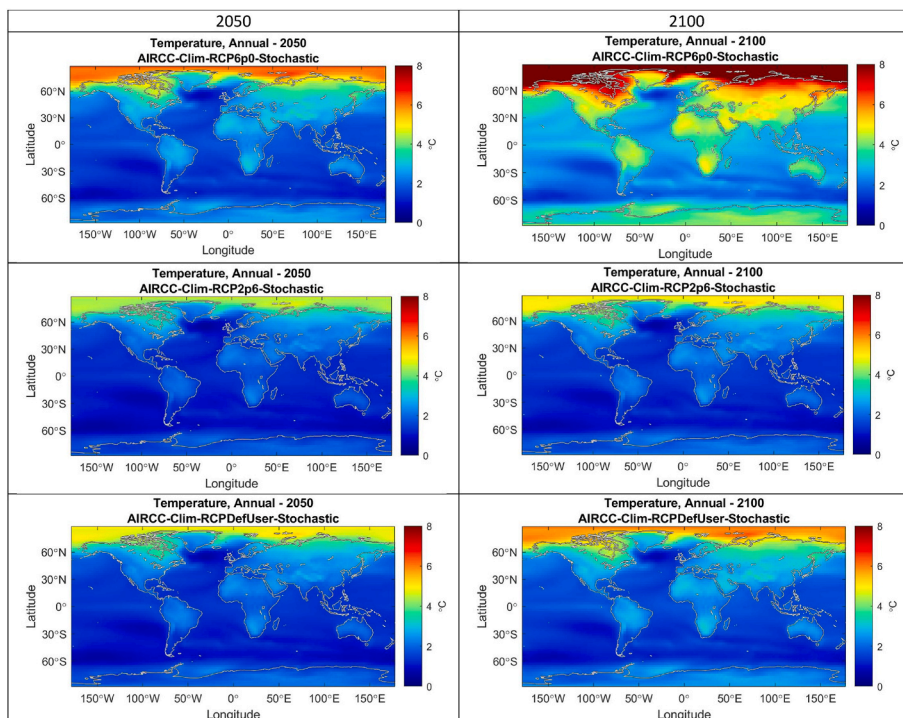 2050
2100
Temperature, Annual - 2050
AIRCC-Clim-RCP6p0-Stochastic
8
6
4
2
0
°C
60°N
30°N
0°
30°S
60°S
Latitude
150°W 100°W 50°W 0° 50°E 100°E 150°E
Longitude
Temperature, Annual - 2100
AIRCC-Clim-RCP6p0-Stochastic
8
6
4
2
0
°C
60°N
30°N
0°
30°S
60°S
Latitude
150°W 100°W 50°W 0° 50°E 100°E 150°E
Longitude
Temperature, Annual - 2050
AIRCC-Clim-RCP2p6-Stochastic
8
6
4
2
0
°C
60°N
30°N
0°
30°S
60°S
Latitude
150°W 100°W 50°W 0° 50°E 100°E 150°E
Longitude
Temperature, Annual - 2100
AIRCC-Clim-RCP2p6-Stochastic
8
6
4
2
0
°C
60°N
30°N
0°
30°S
60°S
Latitude
150°W 100°W 50°W 0° 50°E 100°E 150°E
Longitude
Temperature, Annual - 2050
AIRCC-Clim-RCPDefUser-Stochastic
8
6
4
2
0
°C
60°N
30°N
0°
30°S
60°S
Latitude
150°W 100°W 50°W 0° 50°E 100°E 150°E
Longitude
Temperature, Annual - 2100
AIRCC-Clim-RCPDefUser-Stochastic
8
6
4
2
0
°C
60°N
30°N
0°
30°S
60°S
Latitude
150°W 100°W 50°W 0° 50°E 100°E 150°E
Longitude